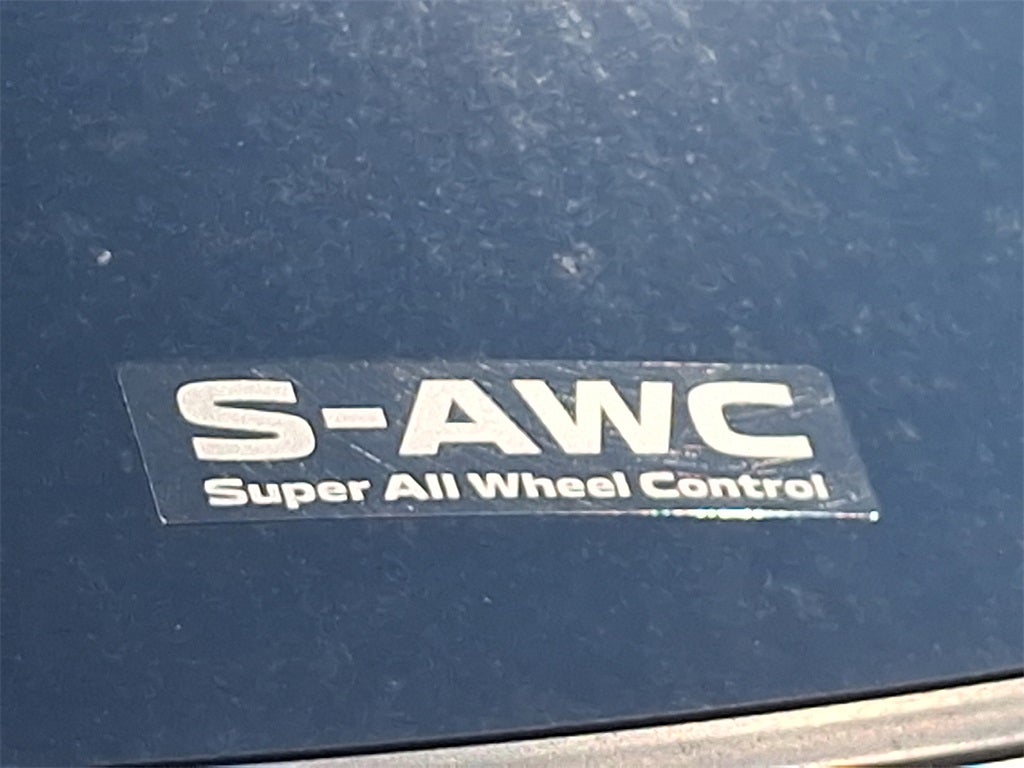 S-AWC
Super All Wheel Control